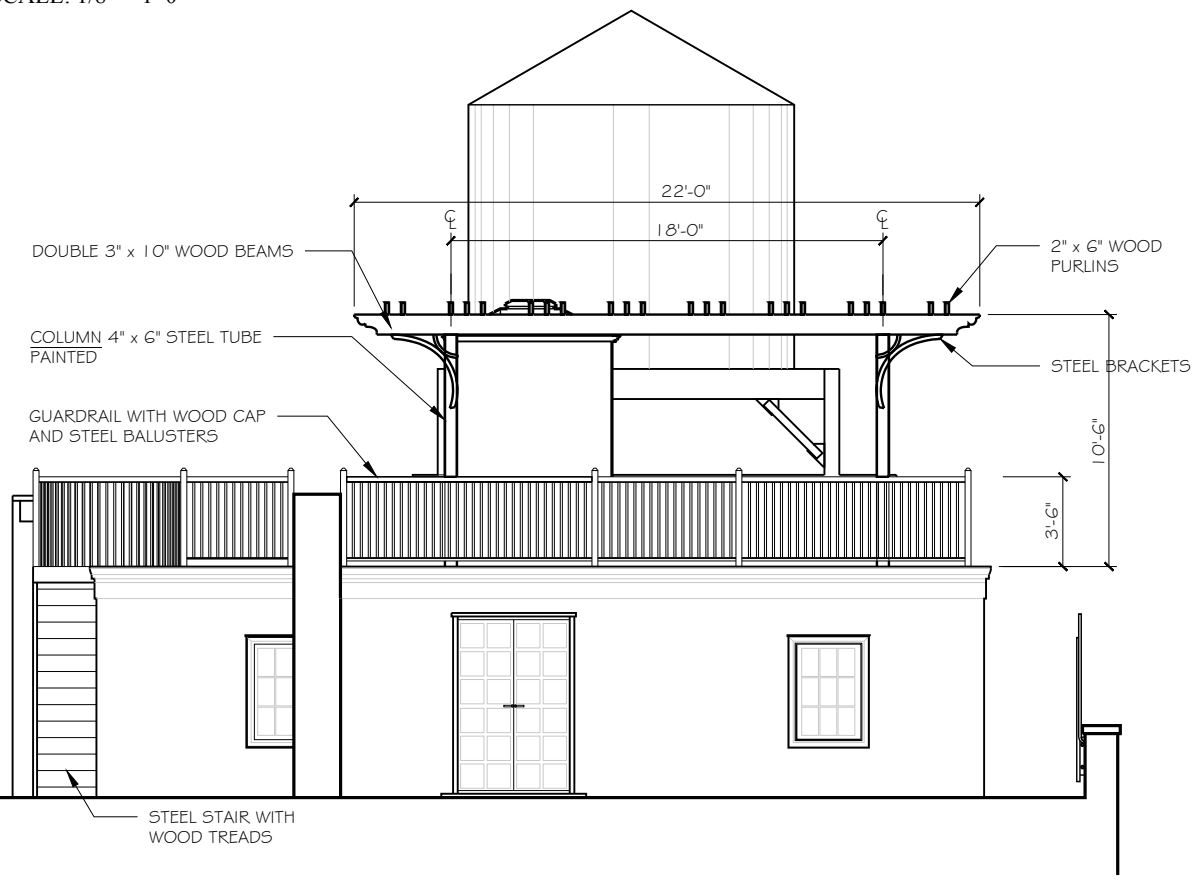 22'-0"
18'-0"
DOUBLE 3" x 10" WOOD BEAMS
2" x 6" WOOD
PURLINS
COLUMN 4" x 6" STEEL TUBE
PAINTED
STEEL BRACKETS
GUARDRAIL WITH WOOD CAP
AND STEEL BALUSTERS
10'-6"
3'-6"
STEEL STAIR WITH
WOOD TREADS